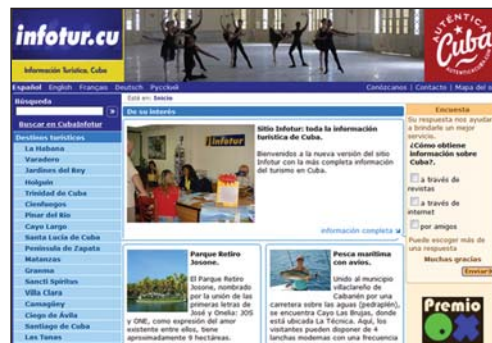 infotur.cu
Información Turística, Cuba
AUTÉNTICA
Cuba
AUTENTICACUBA.COM
Español English Français Deutsch Русский
Conózcanos | Contacto | Mapa del s
Búsqueda
Buscar en CubaInfotur
Destinos turísticos
La Habana
Varadero
Jardines del Rey
Holguín
Trinidad de Cuba
Cienfuegos
Pinar del Río
Cayo Largo
Santa Lucía de Cuba
Península de Zapata
Matanzas
Granma
Sancti Spíritus
Villa Clara
Camagüey
Ciego de Ávila
Santiago de Cuba
Las Tunas
Está en: Inicio
De su interés
Infotur
Sitio Infotur: toda la información
turística de Cuba.
Bienvenidos a la nueva versión del sitio
Infotur con la más completa información
del turismo en Cuba.
información completa
Parque Retiro
Josone.
El Parque Retiro
Josone, nombrado
por la unión de las
primeras letras de
José y Onelia: JOS
y ONE, como expresión del amor
existente entre ellos, tiene
aproximadamente 9 hectáreas.
Pesca marítima
con avíos.
Unido al municipio
villaclareño de
Caibarién por una
carretera sobre las aguas (pedraplén),
se encuentra Cayo Las Brujas, donde
está ubicada La Técnica. Aquí, los
visitantes pueden disponer de 4
lanchas modernas con una frecuencia
Encuesta
Su respuesta nos ayudar
a brindarle un mejor
servicio.
¿Cómo obtiene
información sobre
Cuba?.
a través de
revistas
a través de
internet
por amigos
Puede escoger más de
una respuesta
Muchas gracias
Enviar
Premio